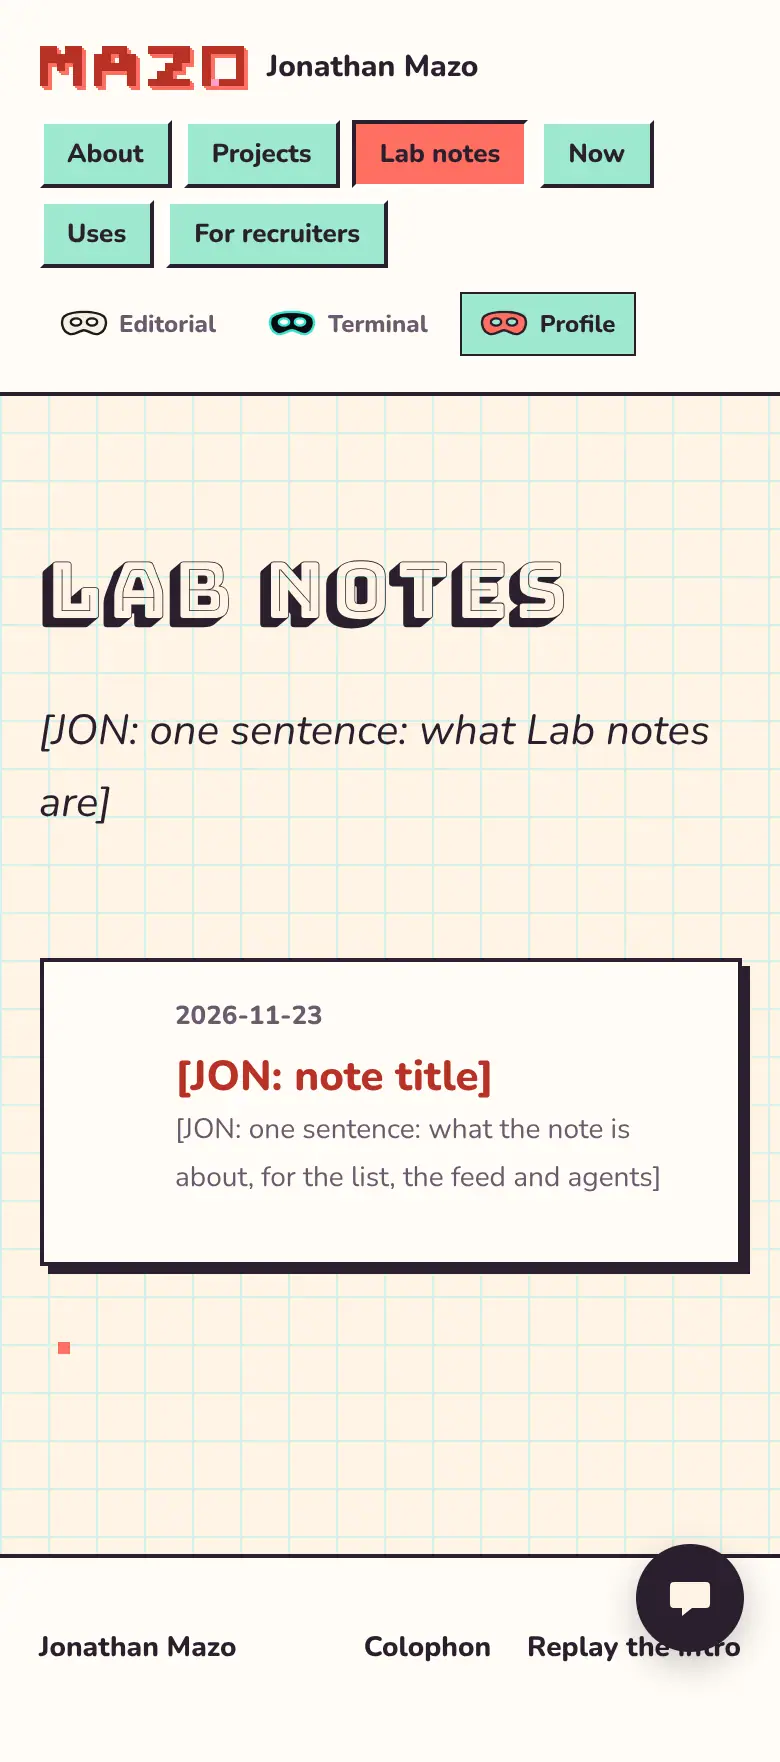 MAZO Jonathan Mazo
About Projects Lab notes Now
Uses For recruiters
Editorial Terminal Profile
LAB NOTES
[JON: one sentence: what Lab notes
are]
2026-11-23
[JON: note title]
[JON: one sentence: what the note is
about, for the list, the feed and agents]
Jonathan Mazo Colophon Replay the intro